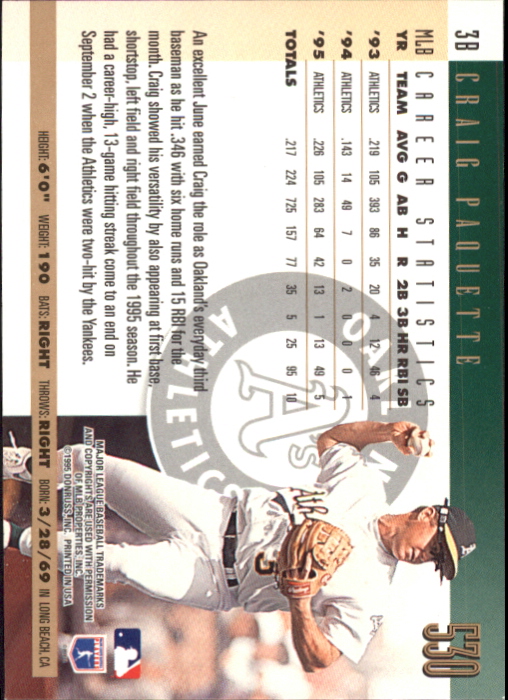 3B CRAIG PAQUETTE 530
MLB CAREER STATISTICS
YR TEAM AVG G AB H R 2B 3B HR RBI SB
'93 ATHLETICS .219 105 393 86 35 20 4 12 46 4
'94 ATHLETICS .143 14 49 7 0 2 0 0 0 1
'95 ATHLETICS .226 105 283 64 42 13 1 13 49 5
TOTALS .217 224 725 157 77 35 5 25 95 10
An excellent June earned Craig the role as Oakland's everyday third
baseman as he hit .346 with six home runs and 15 RBI for the
month. Craig showed his versatility by also appearing at first base,
shortstop, left field and right field throughout the 1995 season. He
had a career-high, 13-game hitting streak come to an end on
September 2 when the Athletics were two-hit by the Yankees.
MAJOR LEAGUE BASEBALL TRADEMARKS
AND COPYRIGHTS ARE USED WITH PERMISSION
OF MLB PROPERTIES, INC.
©1996 DONRUSS, INC. PRINTED IN USA
HEIGHT: 6'0" WEIGHT: 190 BATS: RIGHT THROWS: RIGHT BORN: 3/28/69 IN LONG BEACH, CA